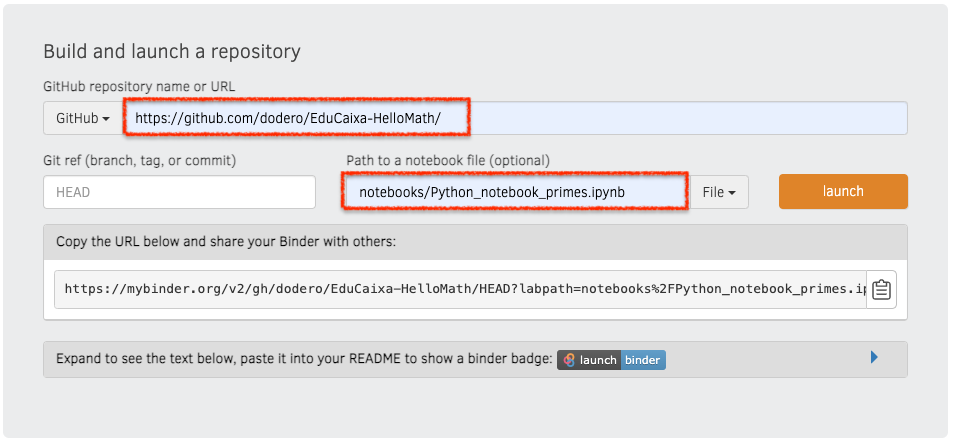 Build and launch a repository
GitHub repository name or URL
GitHub https://github.com/dodero/EduCaixa-HelloMath/
Git ref (branch, tag, or commit) Path to a notebook file (optional)
HEAD notebooks/Python_notebook_primes.ipynb File launch
Copy the URL below and share your Binder with others:
https://mybinder.org/v2/gh/dodero/EduCaixa-HelloMath/HEAD?labpath=notebooks%2FPython_notebook_primes.ip
Expand to see the text below, paste it into your README to show a binder badge: launch binder